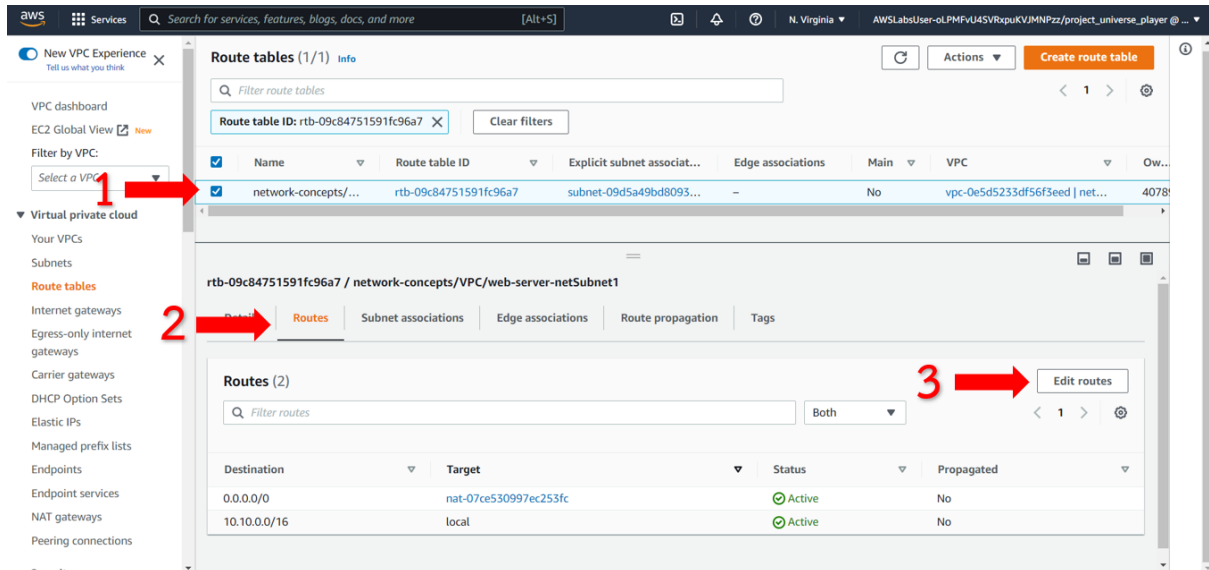 aws Services Search for services, features, blogs, docs, and more [Alt+S] N. Virginia ▼ AWSLabsUser-oLPMFvU4SVRxpuKVJMNPzz/project_universe_player @ ... ▼
New VPC Experience
Tell us what you think
VPC dashboard
EC2 Global View New
Filter by VPC:
Select a VPC
1
Virtual private cloud
Your VPCs
Subnets
Route tables
Internet gateways
Egress-only internet
gateways
Carrier gateways
DHCP Option Sets
Elastic IPs
Managed prefix lists
Endpoints
Endpoint services
NAT gateways
Peering connections
Route tables (1/1) Info
Actions ▼
Create route table
Filter route tables
1
Route table ID: rtb-09c84751591fc96a7
Clear filters
Name Route table ID Explicit subnet associat... Edge associations Main VPC Ow...
network-concepts/... rtb-09c84751591fc96a7 subnet-09d5a49bd8093... – No vpc-0e5d5233df56f3eed | net... 4078
rtb-09c84751591fc96a7 / network-concepts/VPC/web-server-netSubnet1
2
Routes Subnet associations Edge associations Route propagation Tags
Routes (2)
3
Edit routes
Filter routes
Both
1
Destination Target Status Propagated
0.0.0.0/0 nat-07ce530997ec253fc Active No
10.10.0.0/16 local Active No